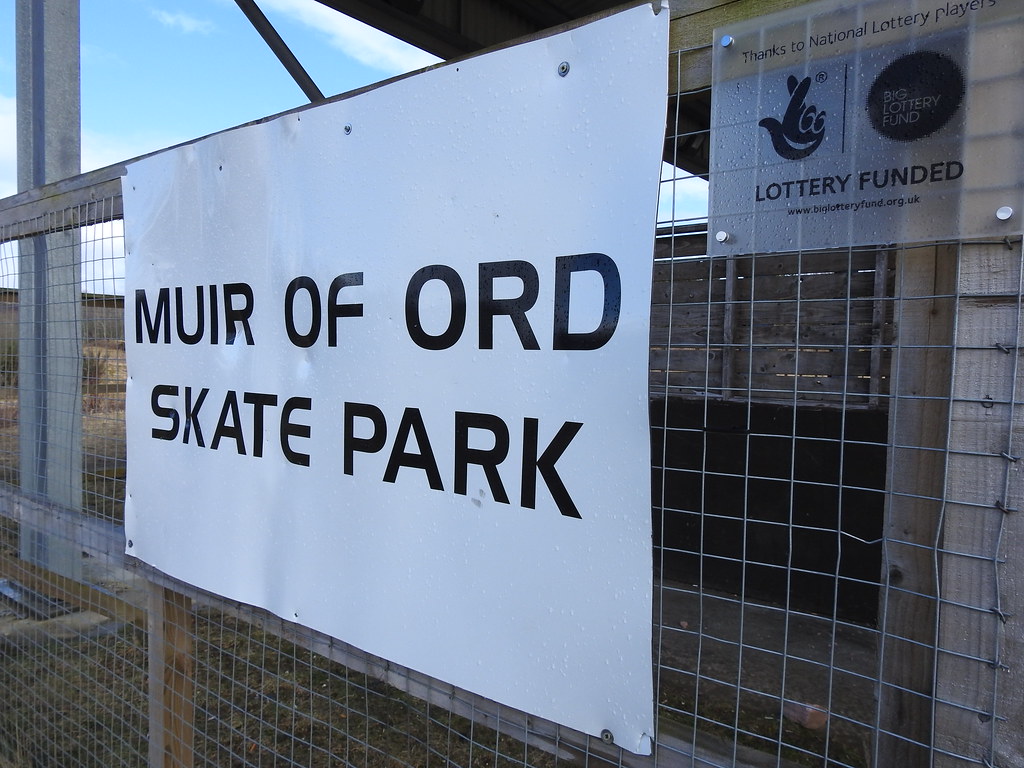 MUIR OF ORD
SKATE PARK
Thanks to National Lottery players
®
BIG
LOTTERY
FUND
LOTTERY FUNDED
www.biglotteryfund.org.uk